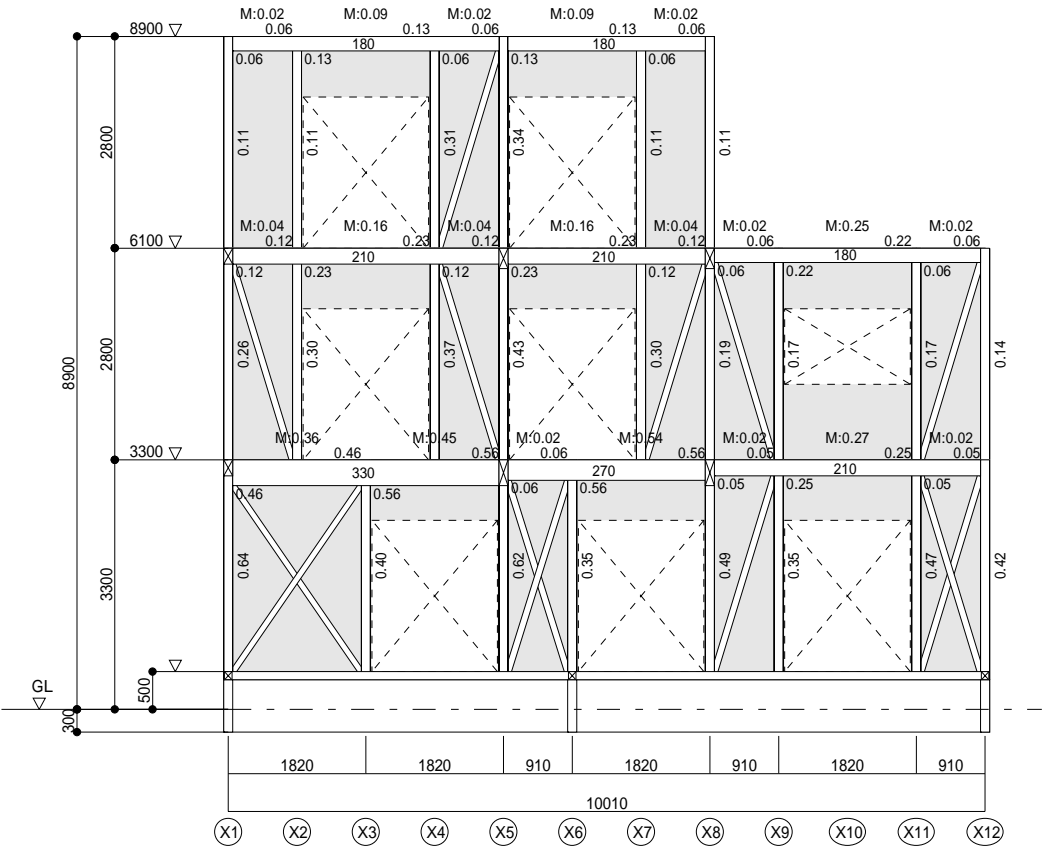 M:0.02 M:0.09 M:0.02 M:0.09 M:0.02
8900 0.06 0.13 0.06 0.13 0.06
180 180
0.06 0.13 0.06 0.13 0.06
2800 0.11 0.11 0.31 0.34 0.11 0.11
M:0.04 M:0.16 M:0.04 M:0.16 M:0.04 M:0.02 M:0.25 M:0.02
6100 0.12 0.23 0.12 0.23 0.12 0.06 0.22 0.06
210 210 180
0.12 0.23 0.12 0.23 0.12 0.06 0.22 0.06
8900 2800 0.26 0.30 0.37 0.43 0.30 0.19 0.17 0.17 0.14
M:0.36 M:0.45 M:0.02 M:0.54 M:0.02 M:0.27 M:0.02
3300 0.46 0.56 0.06 0.56 0.05 0.25 0.05
330 270 210
0.46 0.56 0.06 0.56 0.05 0.25 0.05
3300 0.64 0.40 0.62 0.35 0.49 0.35 0.47 0.42
GL 500
300
1820 1820 910 1820 910 1820 910
10010
X1 X2 X3 X4 X5 X6 X7 X8 X9 X10 X11 X12